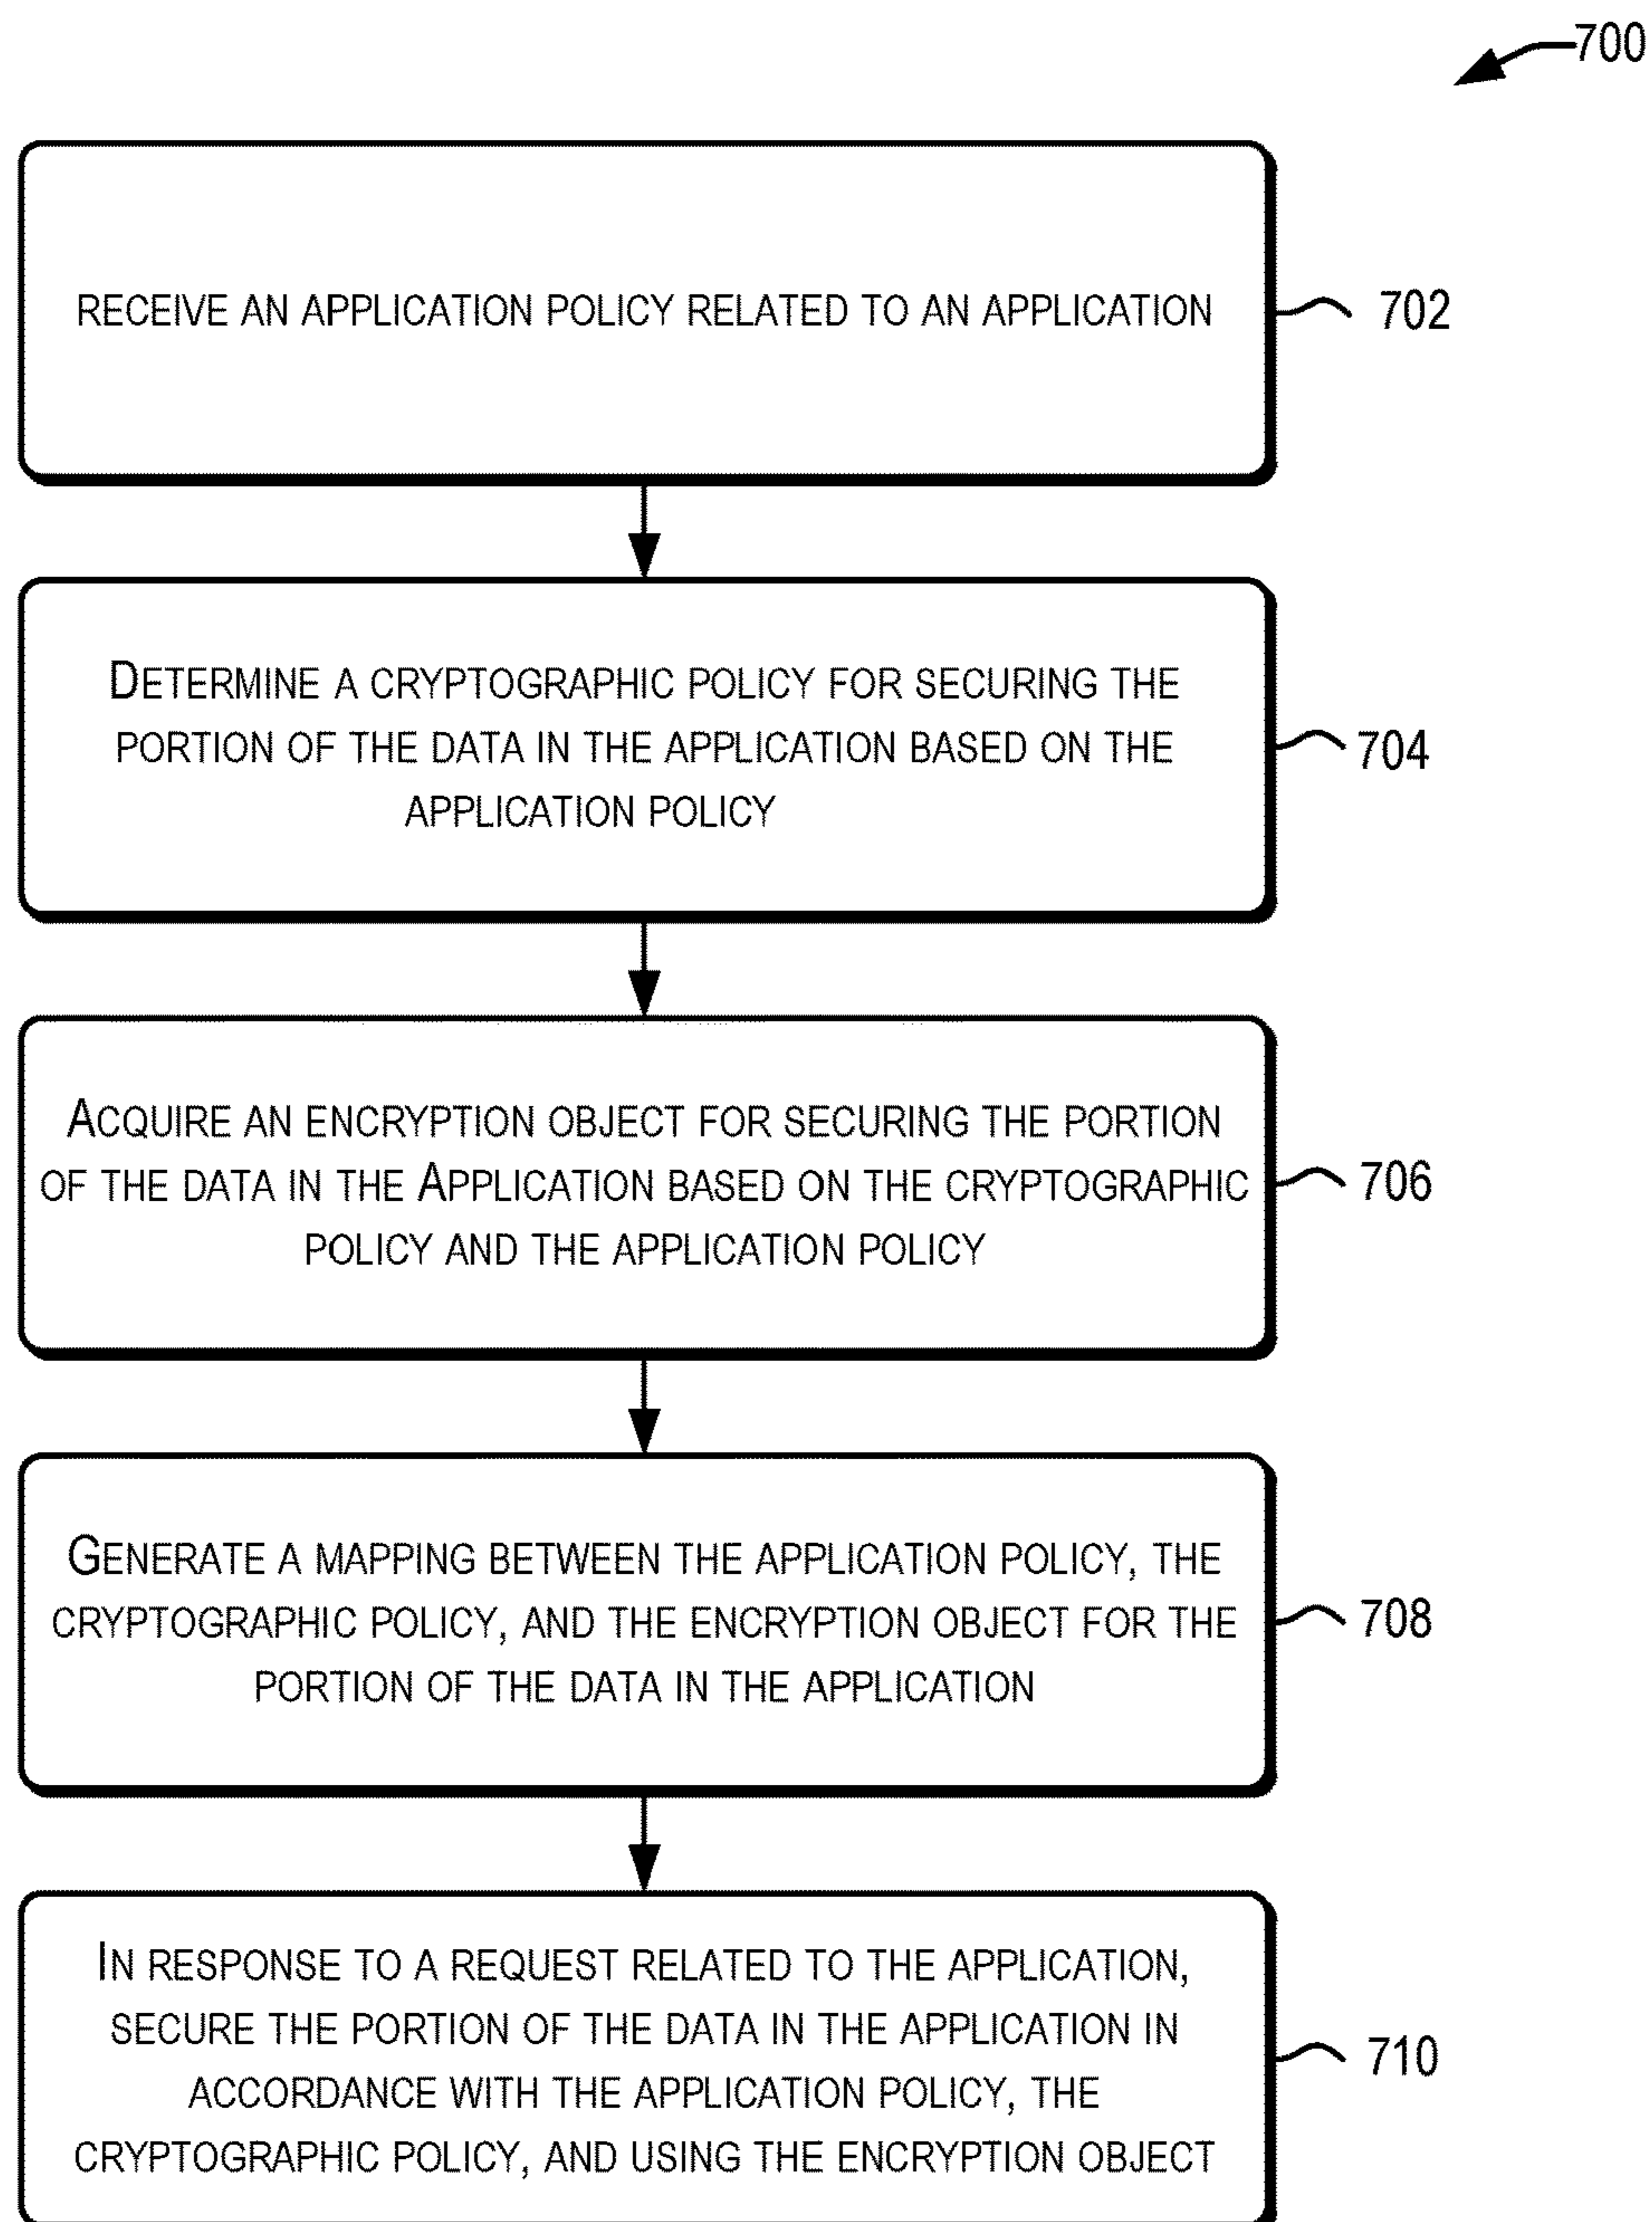 700
RECEIVE AN APPLICATION POLICY RELATED TO AN APPLICATION
702
DETERMINE A CRYPTOGRAPHIC POLICY FOR SECURING THE
PORTION OF THE DATA IN THE APPLICATION BASED ON THE
APPLICATION POLICY
704
ACQUIRE AN ENCRYPTION OBJECT FOR SECURING THE PORTION
OF THE DATA IN THE APPLICATION BASED ON THE CRYPTOGRAPHIC
POLICY AND THE APPLICATION POLICY
706
GENERATE A MAPPING BETWEEN THE APPLICATION POLICY, THE
CRYPTOGRAPHIC POLICY, AND THE ENCRYPTION OBJECT FOR THE
PORTION OF THE DATA IN THE APPLICATION
708
IN RESPONSE TO A REQUEST RELATED TO THE APPLICATION,
SECURE THE PORTION OF THE DATA IN THE APPLICATION IN
ACCORDANCE WITH THE APPLICATION POLICY, THE
CRYPTOGRAPHIC POLICY, AND USING THE ENCRYPTION OBJECT
710